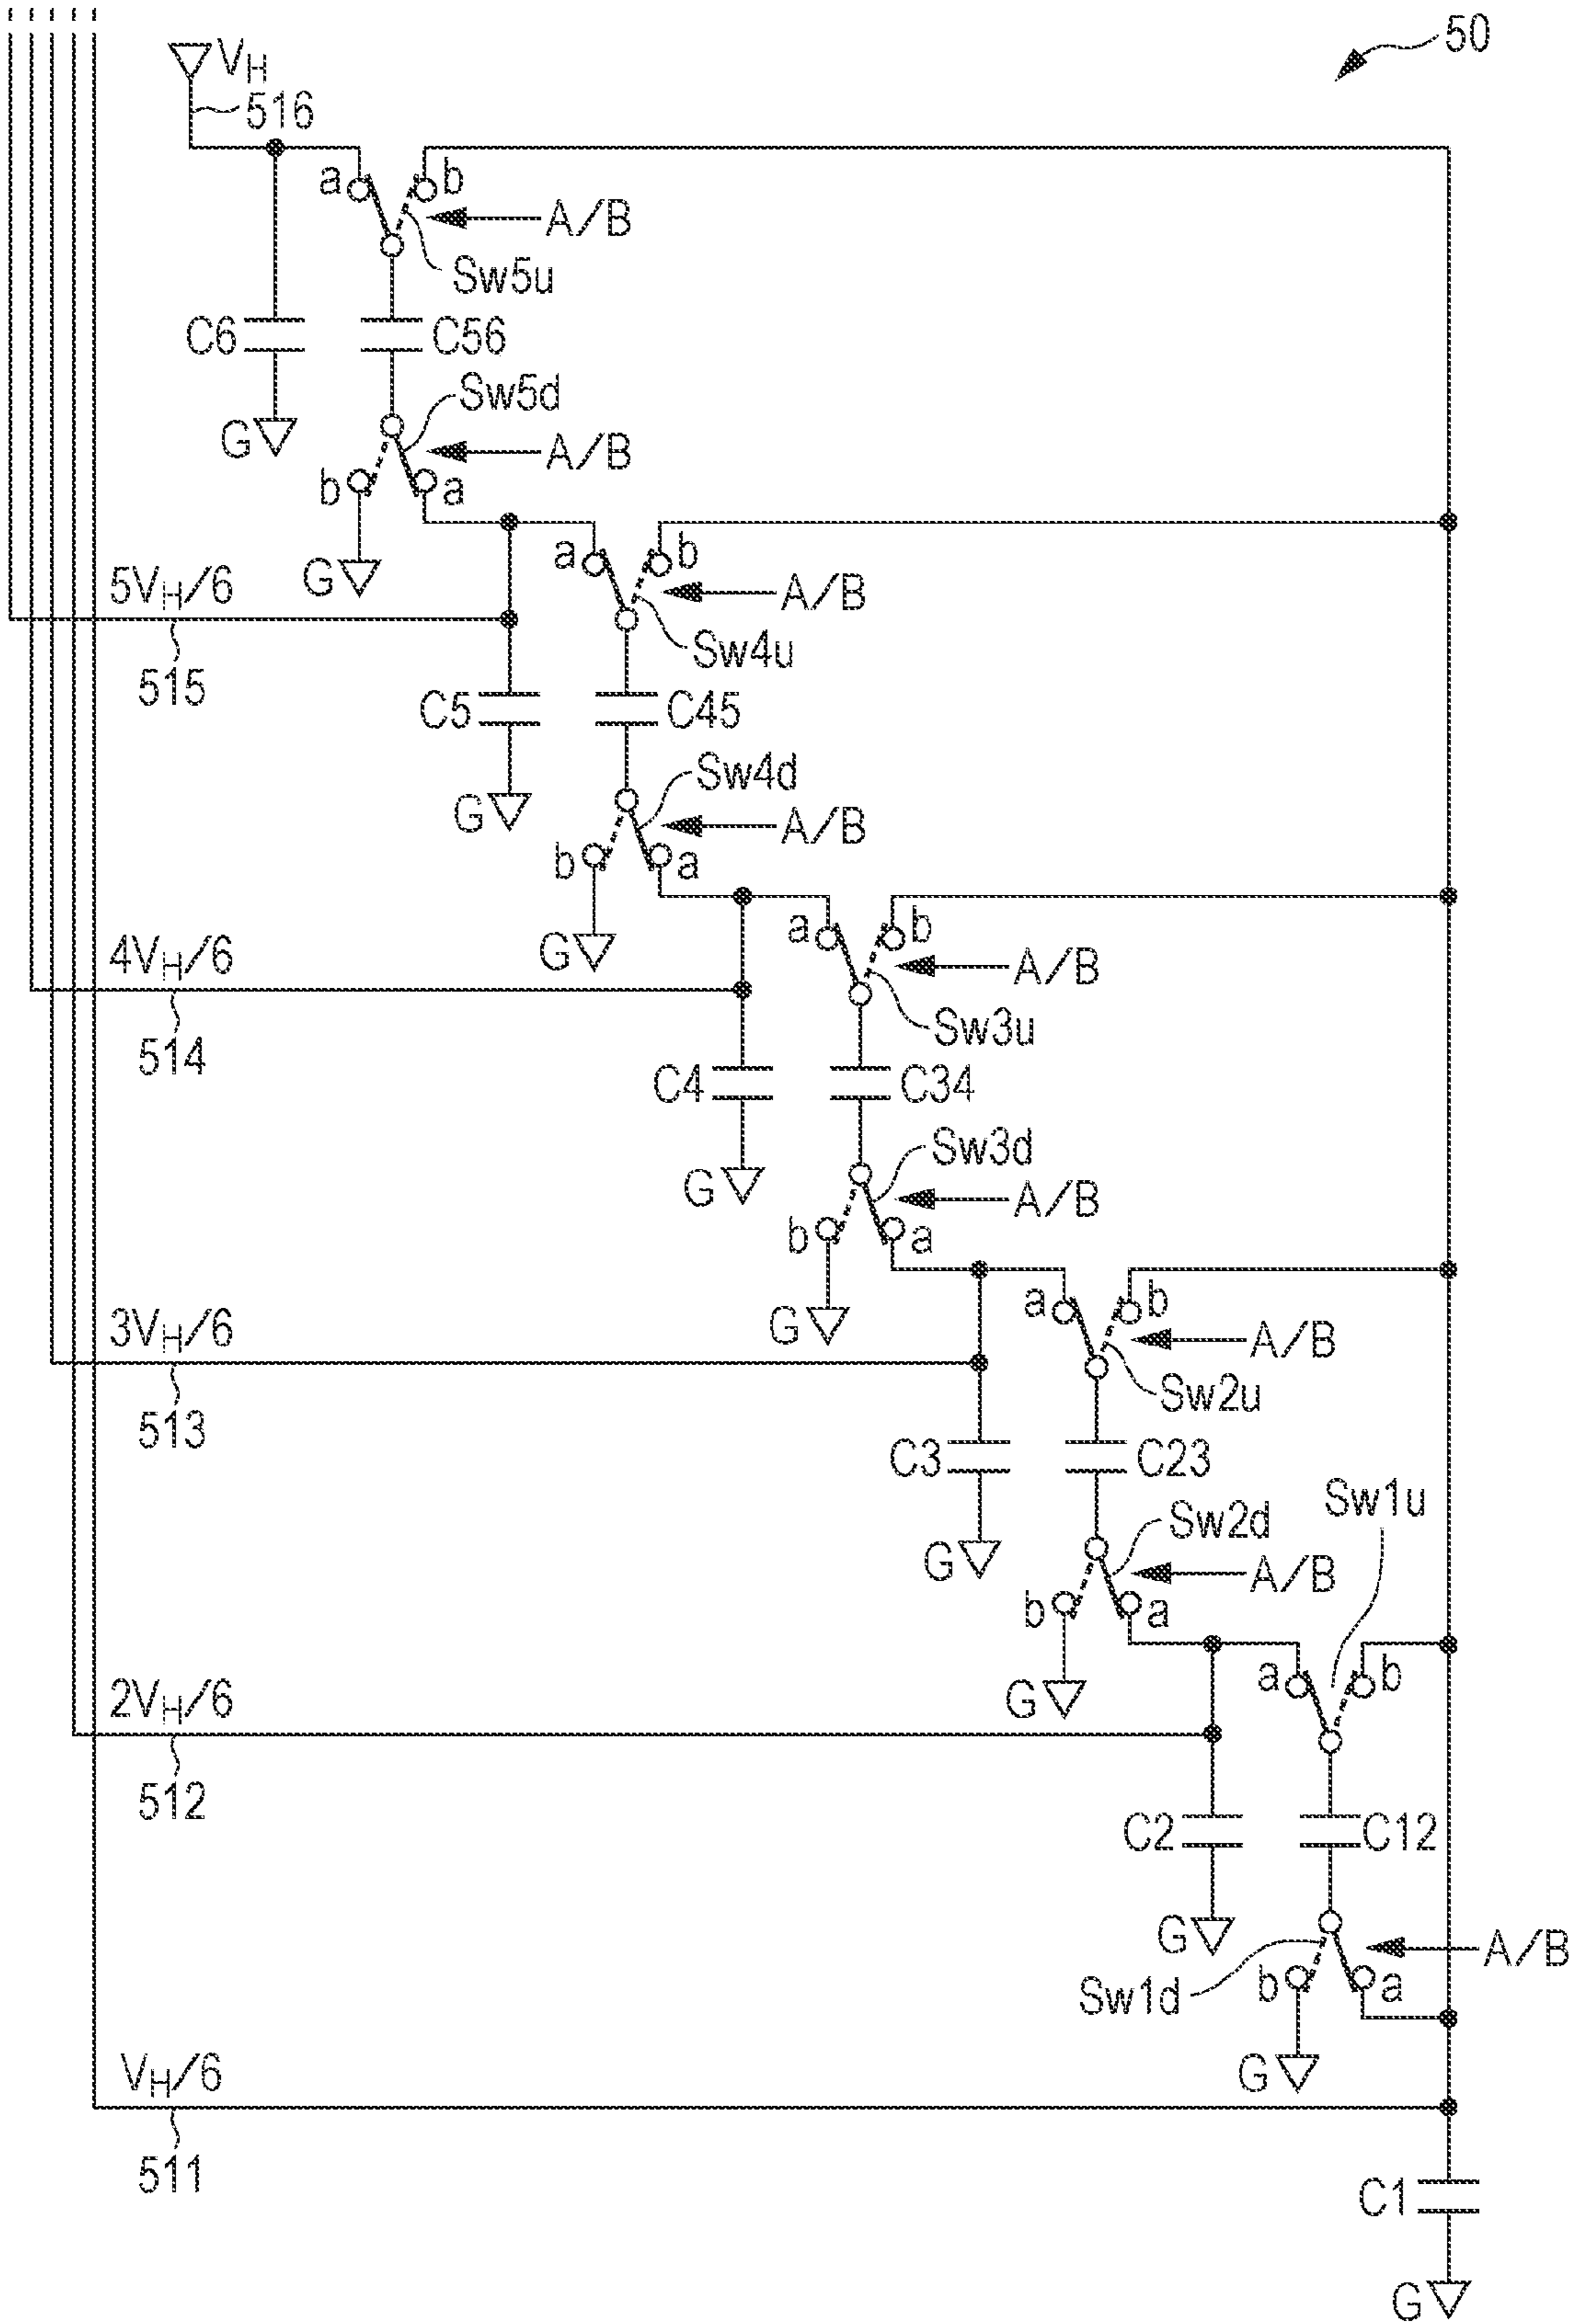 50
VH
516
a
b
A/B
Sw5u
C6
C56
Sw5d
G
A/B
b
a
G
a
b
A/B
5VH/6
515
Sw4u
C5
C45
Sw4d
G
A/B
b
a
G
a
b
A/B
4VH/6
514
Sw3u
C4
C34
Sw3d
G
A/B
b
a
G
a
b
A/B
3VH/6
513
Sw2u
C3
C23
Sw1u
Sw2d
G
A/B
b
a
G
a
b
2VH/6
512
C2
C12
G
A/B
Sw1d
b
a
G
VH/6
511
C1
G